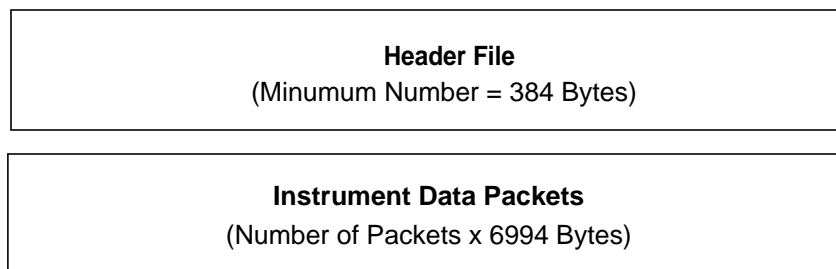 Header File
(Minumum Number = 384 Bytes)
Instrument Data Packets
(Number of Packets x 6994 Bytes)